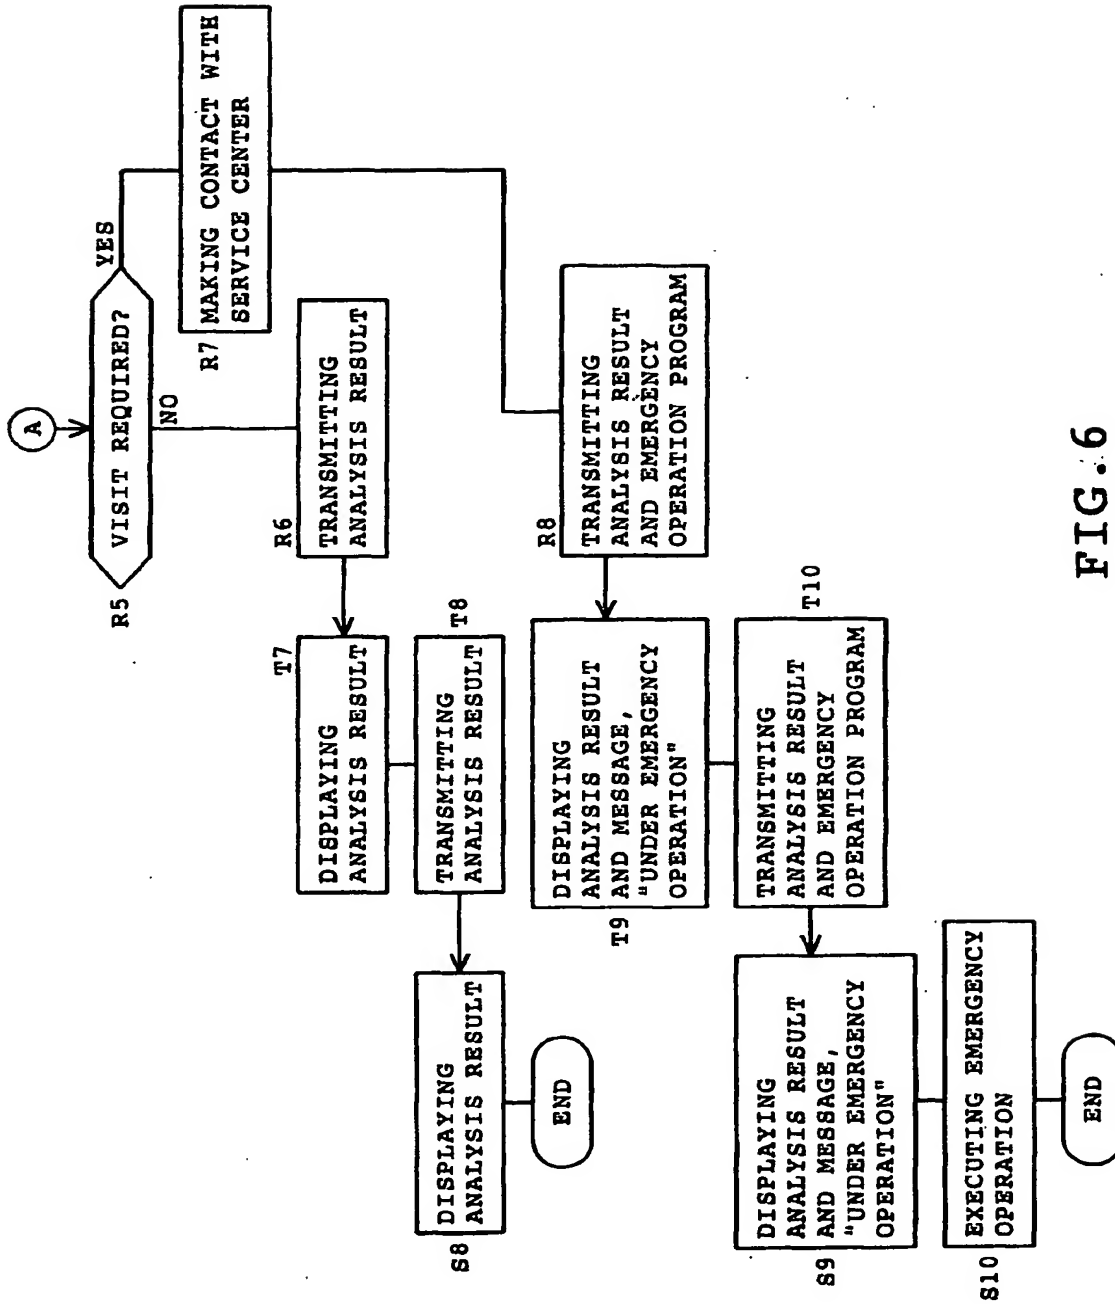 A
R5
VISIT REQUIRED?
YES
NO
R7
MAKING CONTACT WITH
SERVICE CENTER
R6
TRANSMITTING
ANALYSIS RESULT
T7
DISPLAYING
ANALYSIS RESULT
T8
TRANSMITTING
ANALYSIS RESULT
S8
DISPLAYING
ANALYSIS RESULT
END
R8
TRANSMITTING
ANALYSIS RESULT
AND EMERGENCY
OPERATION PROGRAM
T9
DISPLAYING
ANALYSIS RESULT
AND MESSAGE,
"UNDER EMERGENCY
OPERATION"
T10
TRANSMITTING
ANALYSIS RESULT
AND EMERGENCY
OPERATION PROGRAM
S9
DISPLAYING
ANALYSIS RESULT
AND MESSAGE,
"UNDER EMERGENCY
OPERATION"
S10
EXECUTING EMERGENCY
OPERATION
END
FIG.6